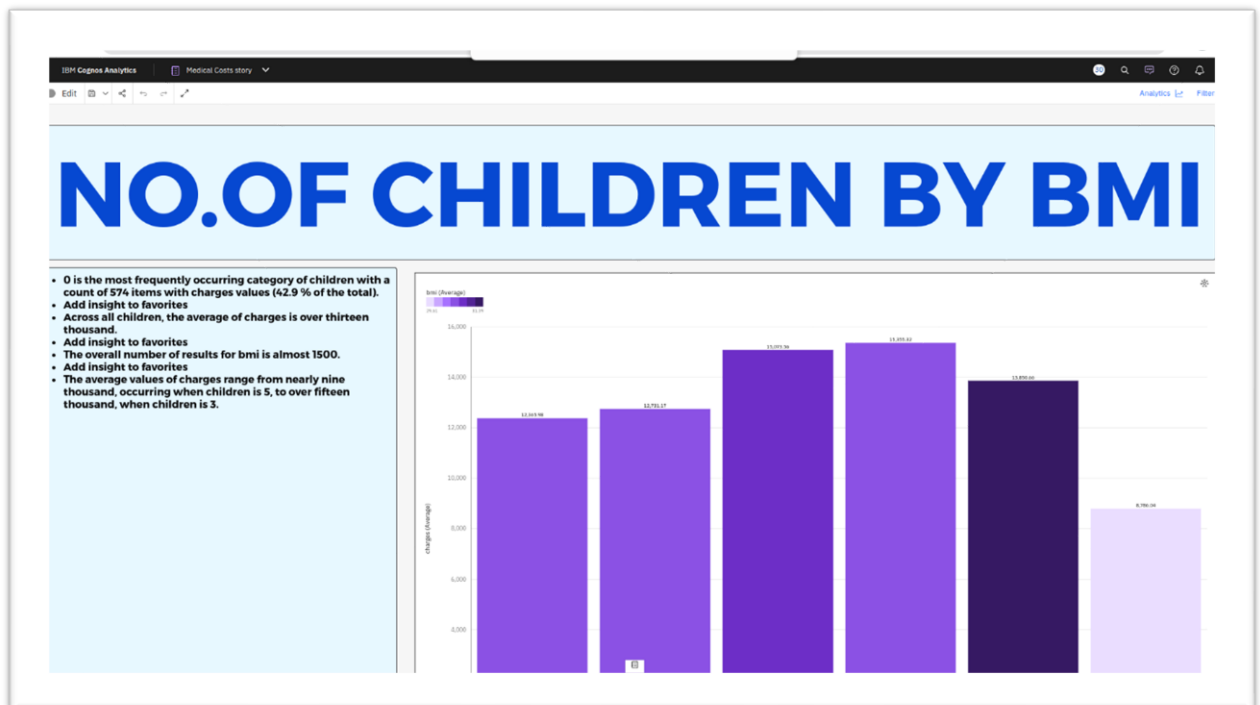 IBM Cognos Analytics
Medical Costs story
Edit
Analytics
Filter
NO.OF CHILDREN BY BMI
• 0 is the most frequently occurring category of children with a
count of 574 items with charges values (42.9 % of the total).
• Add insight to favorites
• Across all children, the average of charges is over thirteen
thousand.
• Add insight to favorites
• The overall number of results for bmi is almost 1500.
• Add insight to favorites
• The average values of charges range from nearly nine
thousand, occurring when children is 5, to over fifteen
thousand, when children is 3.
bmi (Average)
16,000
14,000
12,000
10,000
8,000
6,000
charges (Average)